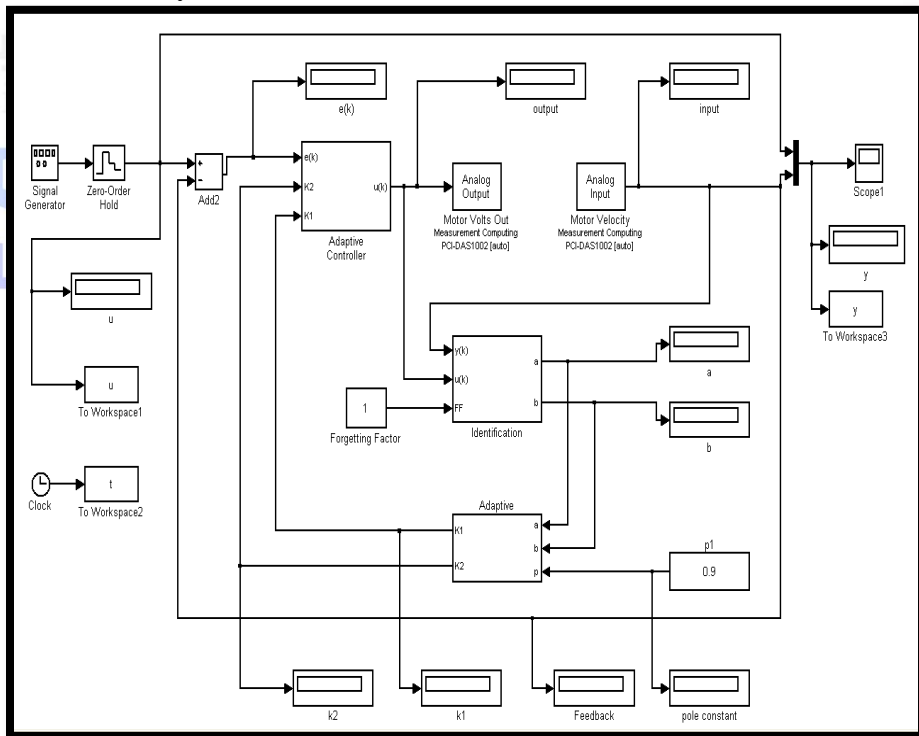 e(k)
output
input
Signal
Generator
Zero-Order
Hold
+
-
Add2
e(k)
K2
K1
u(k)
Adaptive
Controller
Analog
Output
Motor Volts Out
Measurement Computing
PCI-DAS1002 [auto]
Analog
Input
Motor Velocity
Measurement Computing
PCI-DAS1002 [auto]
Scope1
y
y
To Workspace3
u
u
To Workspace1
y(k)
u(k)
FF
a
b
Identification
1
Forgetting Factor
a
b
Clock
t
To Workspace2
Adaptive
K1
K2
a
b
p
p1
0.9
k2
k1
Feedback
pole constant